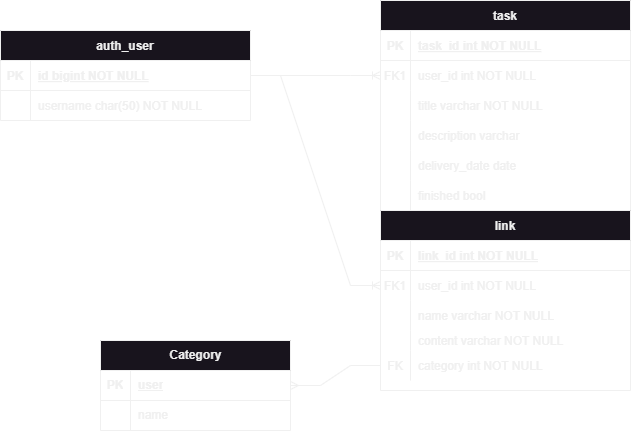 auth_user
PK id bigint NOT NULL
username char(50) NOT NULL
task
PK task_id int NOT NULL
FK1 user_id int NOT NULL
title varchar NOT NULL
description varchar
delivery_date date
finished bool
link
PK link_id int NOT NULL
FK1 user_id int NOT NULL
name varchar NOT NULL
content varchar NOT NULL
FK category int NOT NULL
Category
PK user
name